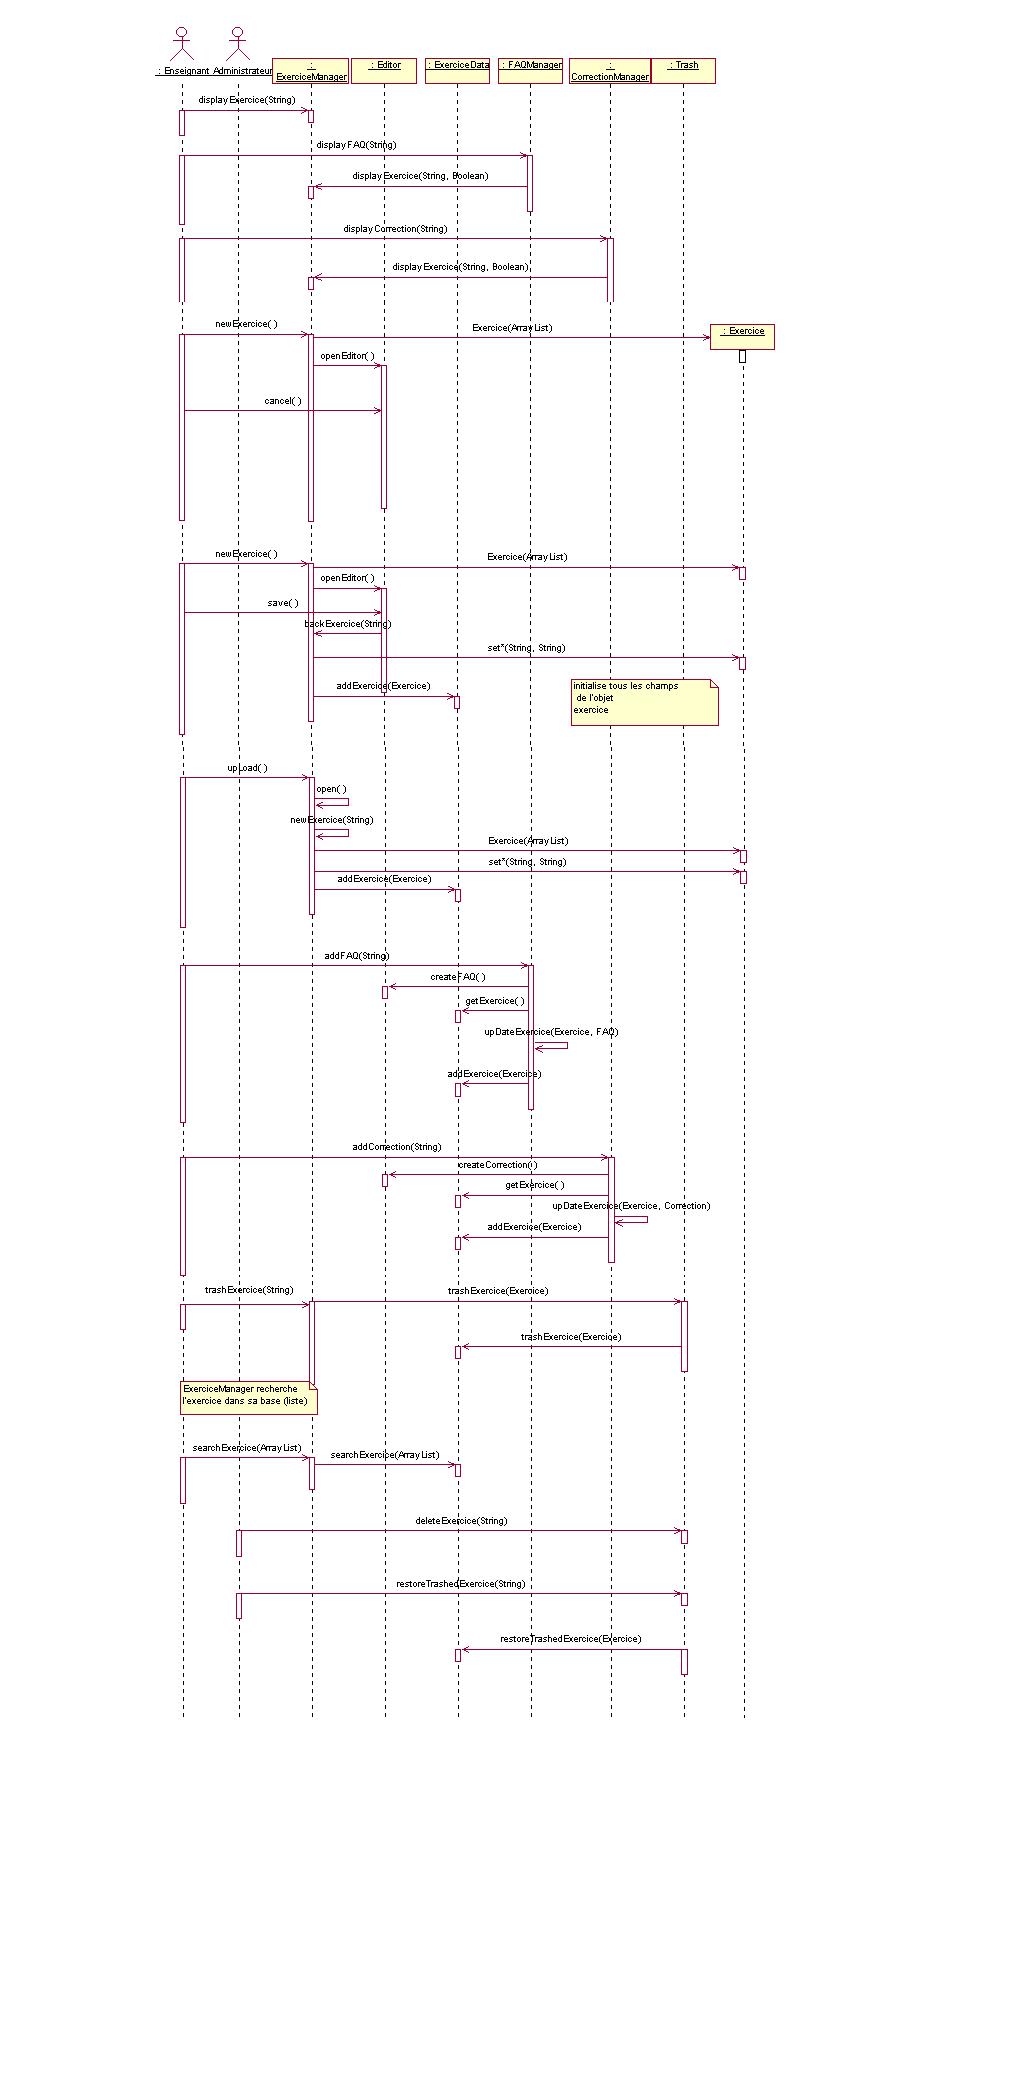 : Enseignant
: Administrateur
:
ExerciceManager
: Editor
: ExerciceData
: FAQManager
:
CorrectionManager
: Trash
displayExercice(String)
displayFAQ(String)
displayExercice(String, Boolean)
displayCorrection(String)
displayExercice(String, Boolean)
newExercice( )
Exercice(ArrayList)
: Exercice
openEditor( )
cancel( )
newExercice( )
Exercice(ArrayList)
openEditor( )
save( )
backExercice(String)
set*(String, String)
addExercice(Exercice)
initialise tous les champs
de l'objet
exercice
upLoad( )
open( )
newExercice(String)
Exercice(ArrayList)
set*(String, String)
addExercice(Exercice)
addFAQ(String)
createFAQ( )
getExercice( )
upDateExercice(Exercice, FAQ)
addExercice(Exercice)
addCorrection(String)
createCorrection( )
getExercice( )
upDateExercice(Exercice, Correction)
addExercice(Exercice)
trashExercice(String)
trashExercice(Exercice)
trashExercice(Exercice)
ExerciceManager recherche
l'exercice dans sa base (liste)
searchExercice(ArrayList)
searchExercice(ArrayList)
deleteExercice(String)
restoreTrashedExercice(String)
restoreTrashedExercice(Exercice)